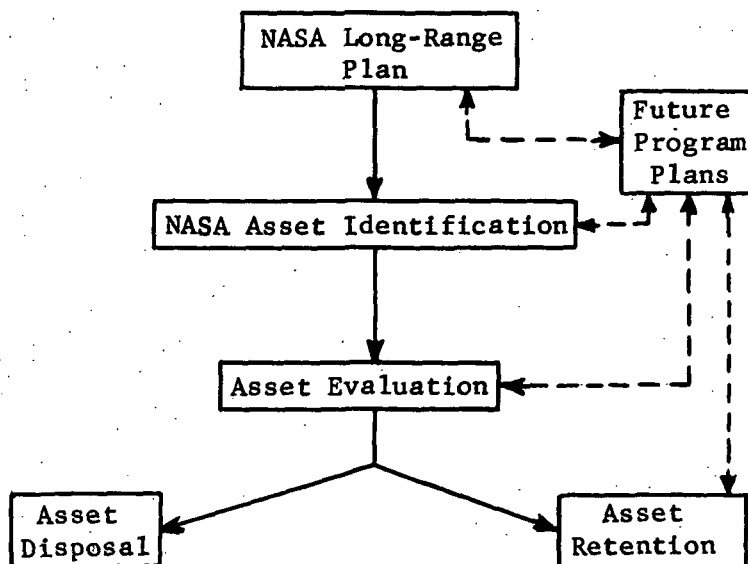 NASA Long-Range
Plan
Future
Program
Plans
NASA Asset Identification
Asset Evaluation
Asset
Disposal
Asset
Retention